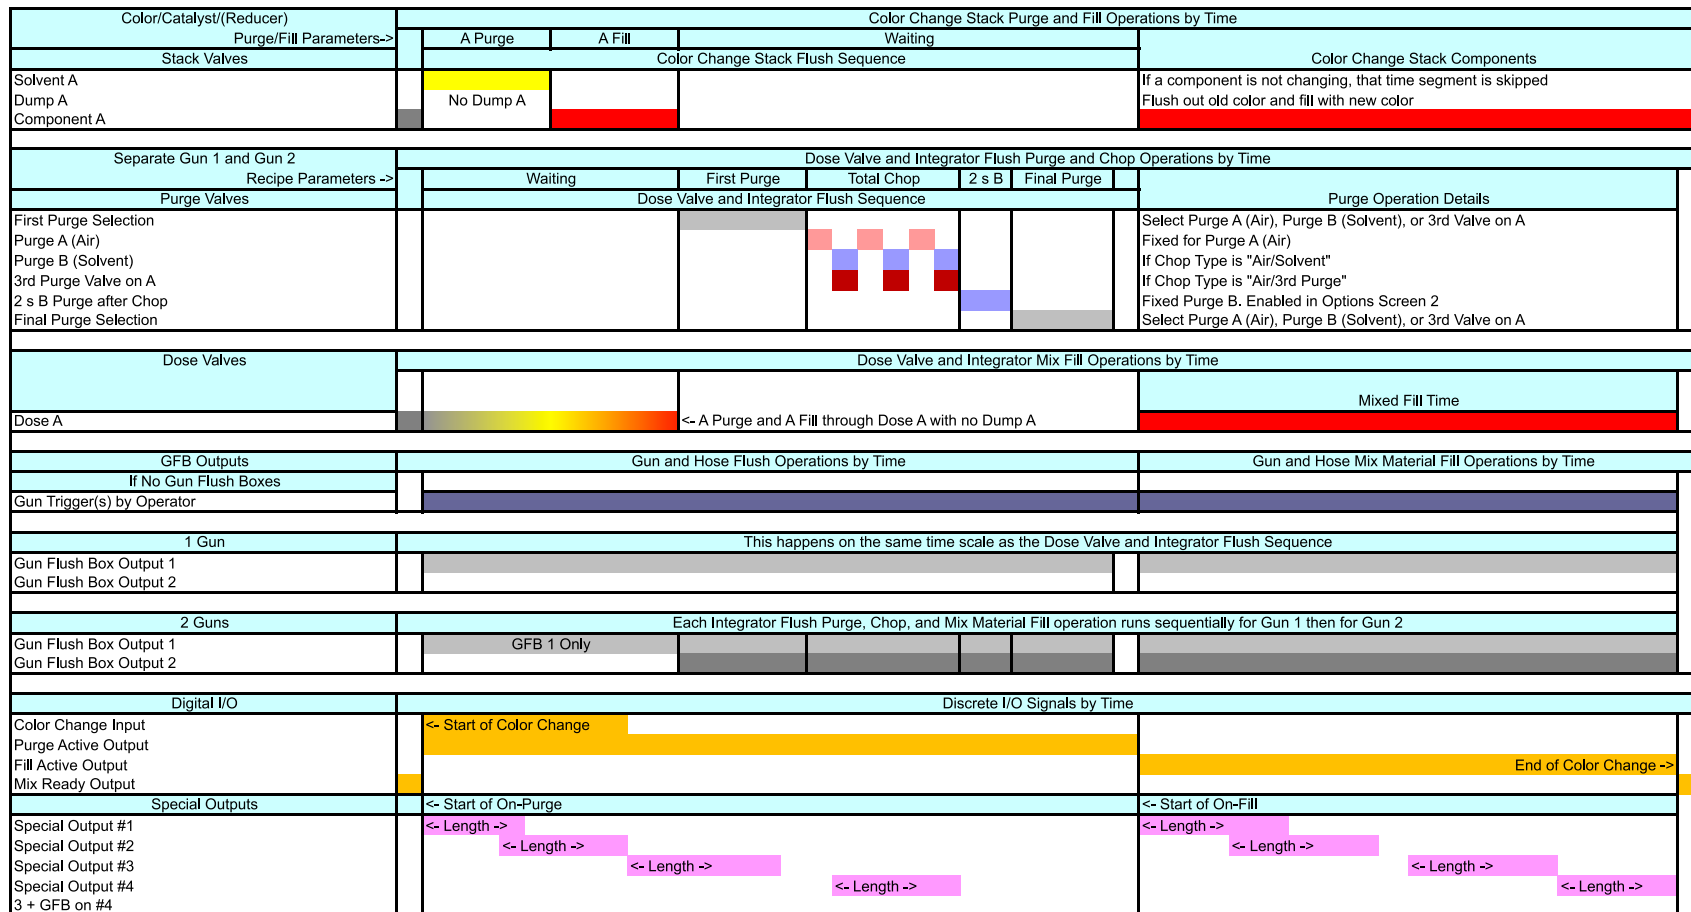 Color/Catalyst/(Reducer)
Color Change Stack Purge and Fill Operations by Time
Purge/Fill Parameters->
A Purge
A Fill
Waiting
Stack Valves
Color Change Stack Flush Sequence
Color Change Stack Components
Solvent A
If a component is not changing, that time segment is skipped
Dump A
No Dump A
Flush out old color and fill with new color
Component A
Separate Gun 1 and Gun 2
Dose Valve and Integrator Flush Purge and Chop Operations by Time
Recipe Parameters ->
Waiting
First Purge
Total Chop
2 s B
Final Purge
Purge Valves
Dose Valve and Integrator Flush Sequence
Purge Operation Details
First Purge Selection
Select Purge A (Air), Purge B (Solvent), or 3rd Valve on A
Purge A (Air)
Fixed for Purge A (Air)
Purge B (Solvent)
If Chop Type is "Air/Solvent"
3rd Purge Valve on A
If Chop Type is "Air/3rd Purge"
2 s B Purge after Chop
Fixed Purge B. Enabled in Options Screen 2
Final Purge Selection
Select Purge A (Air), Purge B (Solvent), or 3rd Valve on A
Dose Valves
Dose Valve and Integrator Mix Fill Operations by Time
Mixed Fill Time
Dose A
<- A Purge and A Fill through Dose A with no Dump A
GFB Outputs
Gun and Hose Flush Operations by Time
Gun and Hose Mix Material Fill Operations by Time
If No Gun Flush Boxes
Gun Trigger(s) by Operator
1 Gun
This happens on the same time scale as the Dose Valve and Integrator Flush Sequence
Gun Flush Box Output 1
Gun Flush Box Output 2
2 Guns
Each Integrator Flush Purge, Chop, and Mix Material Fill operation runs sequentially for Gun 1 then for Gun 2
Gun Flush Box Output 1
GFB 1 Only
Gun Flush Box Output 2
Digital I/O
Discrete I/O Signals by Time
Color Change Input
<- Start of Color Change
Purge Active Output
Fill Active Output
End of Color Change ->
Mix Ready Output
Special Outputs
<- Start of On-Purge
<- Start of On-Fill
Special Output #1
<- Length ->
<- Length ->
Special Output #2
<- Length ->
<- Length ->
Special Output #3
<- Length ->
<- Length ->
Special Output #4
<- Length ->
<- Length ->
3 + GFB on #4